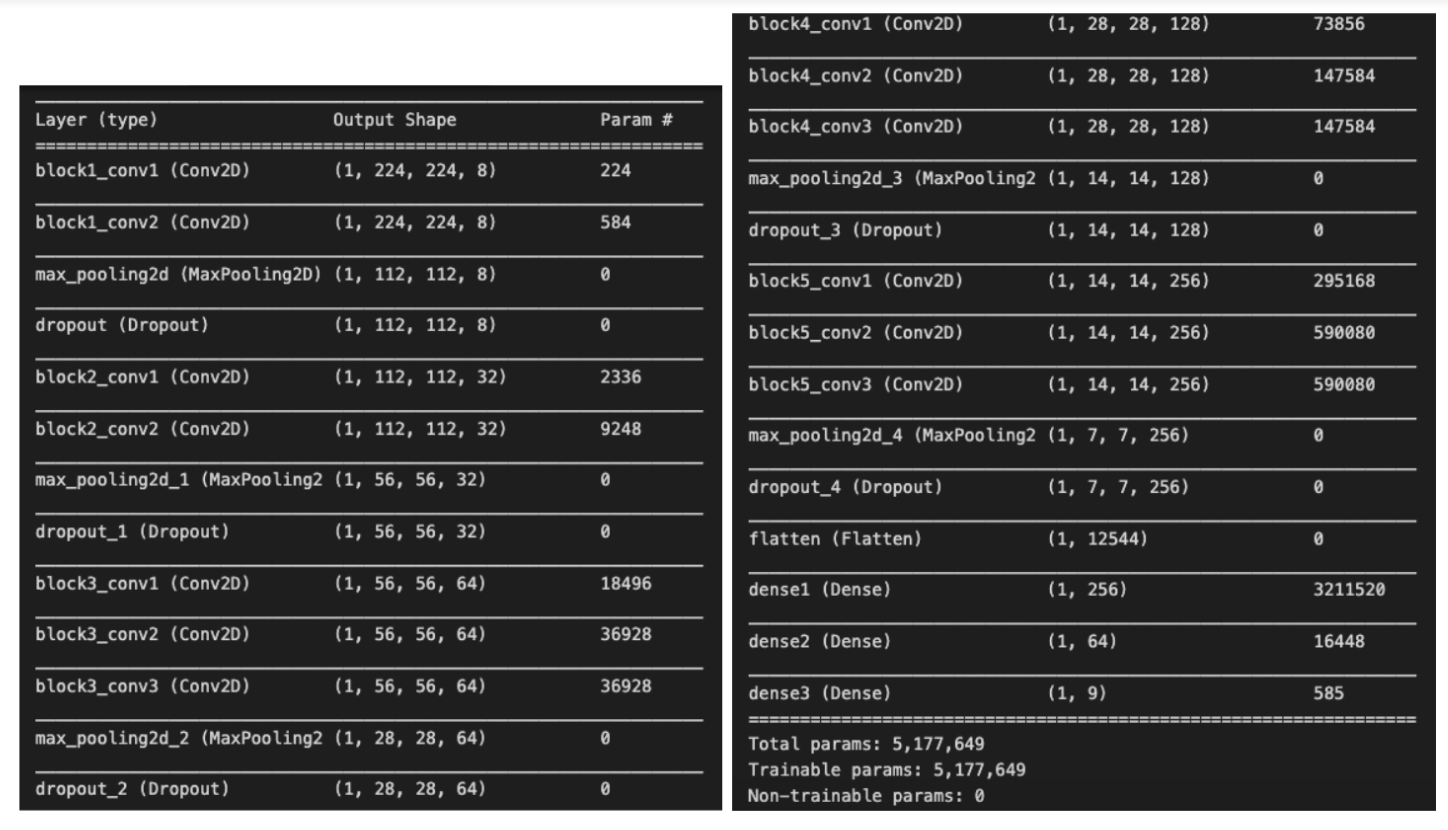 Layer (type) Output Shape Param #
block1_conv1 (Conv2D) (1, 224, 224, 8) 224
block1_conv2 (Conv2D) (1, 224, 224, 8) 584
max_pooling2d (MaxPooling2D) (1, 112, 112, 8) 0
dropout (Dropout) (1, 112, 112, 8) 0
block2_conv1 (Conv2D) (1, 112, 112, 32) 2336
block2_conv2 (Conv2D) (1, 112, 112, 32) 9248
max_pooling2d_1 (MaxPooling2 (1, 56, 56, 32) 0
dropout_1 (Dropout) (1, 56, 56, 32) 0
block3_conv1 (Conv2D) (1, 56, 56, 64) 18496
block3_conv2 (Conv2D) (1, 56, 56, 64) 36928
block3_conv3 (Conv2D) (1, 56, 56, 64) 36928
max_pooling2d_2 (MaxPooling2 (1, 28, 28, 64) 0
dropout_2 (Dropout) (1, 28, 28, 64) 0
block4_conv1 (Conv2D) (1, 28, 28, 128) 73856
block4_conv2 (Conv2D) (1, 28, 28, 128) 147584
block4_conv3 (Conv2D) (1, 28, 28, 128) 147584
max_pooling2d_3 (MaxPooling2 (1, 14, 14, 128) 0
dropout_3 (Dropout) (1, 14, 14, 128) 0
block5_conv1 (Conv2D) (1, 14, 14, 256) 295168
block5_conv2 (Conv2D) (1, 14, 14, 256) 590080
block5_conv3 (Conv2D) (1, 14, 14, 256) 590080
max_pooling2d_4 (MaxPooling2 (1, 7, 7, 256) 0
dropout_4 (Dropout) (1, 7, 7, 256) 0
flatten (Flatten) (1, 12544) 0
dense1 (Dense) (1, 256) 3211520
dense2 (Dense) (1, 64) 16448
dense3 (Dense) (1, 9) 585
Total params: 5,177,649
Trainable params: 5,177,649
Non-trainable params: 0